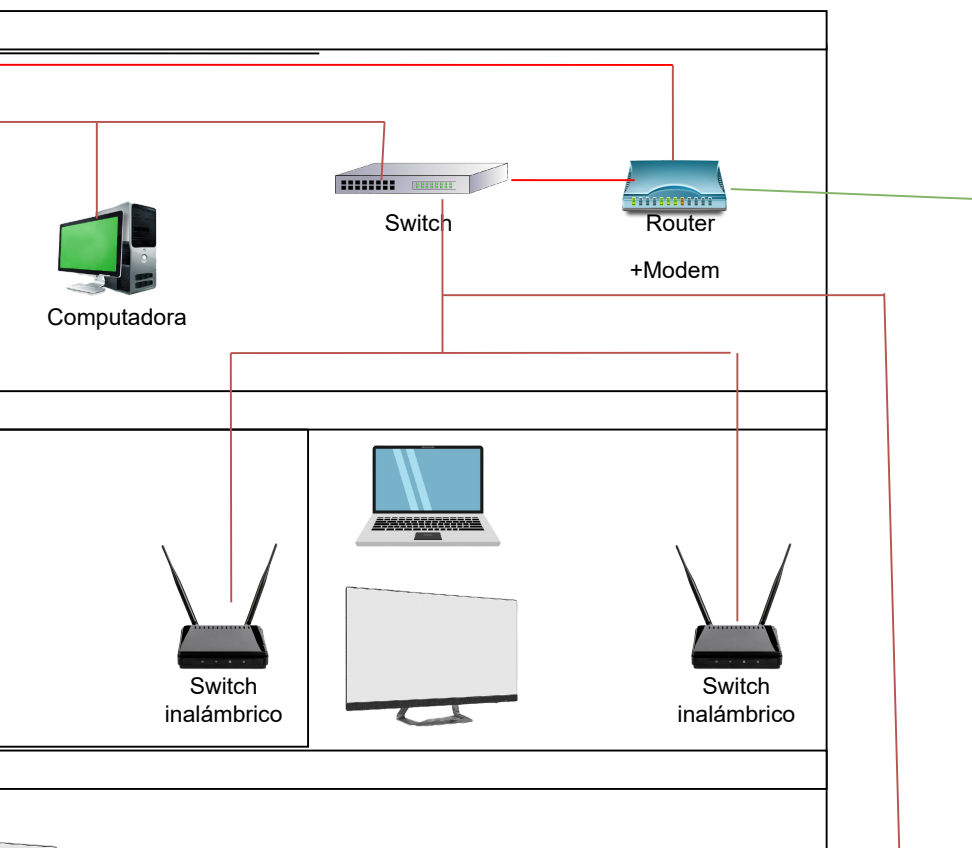 Switch
Router
+Modem
Computadora
Switch
inalámbrico
Switch
inalámbrico